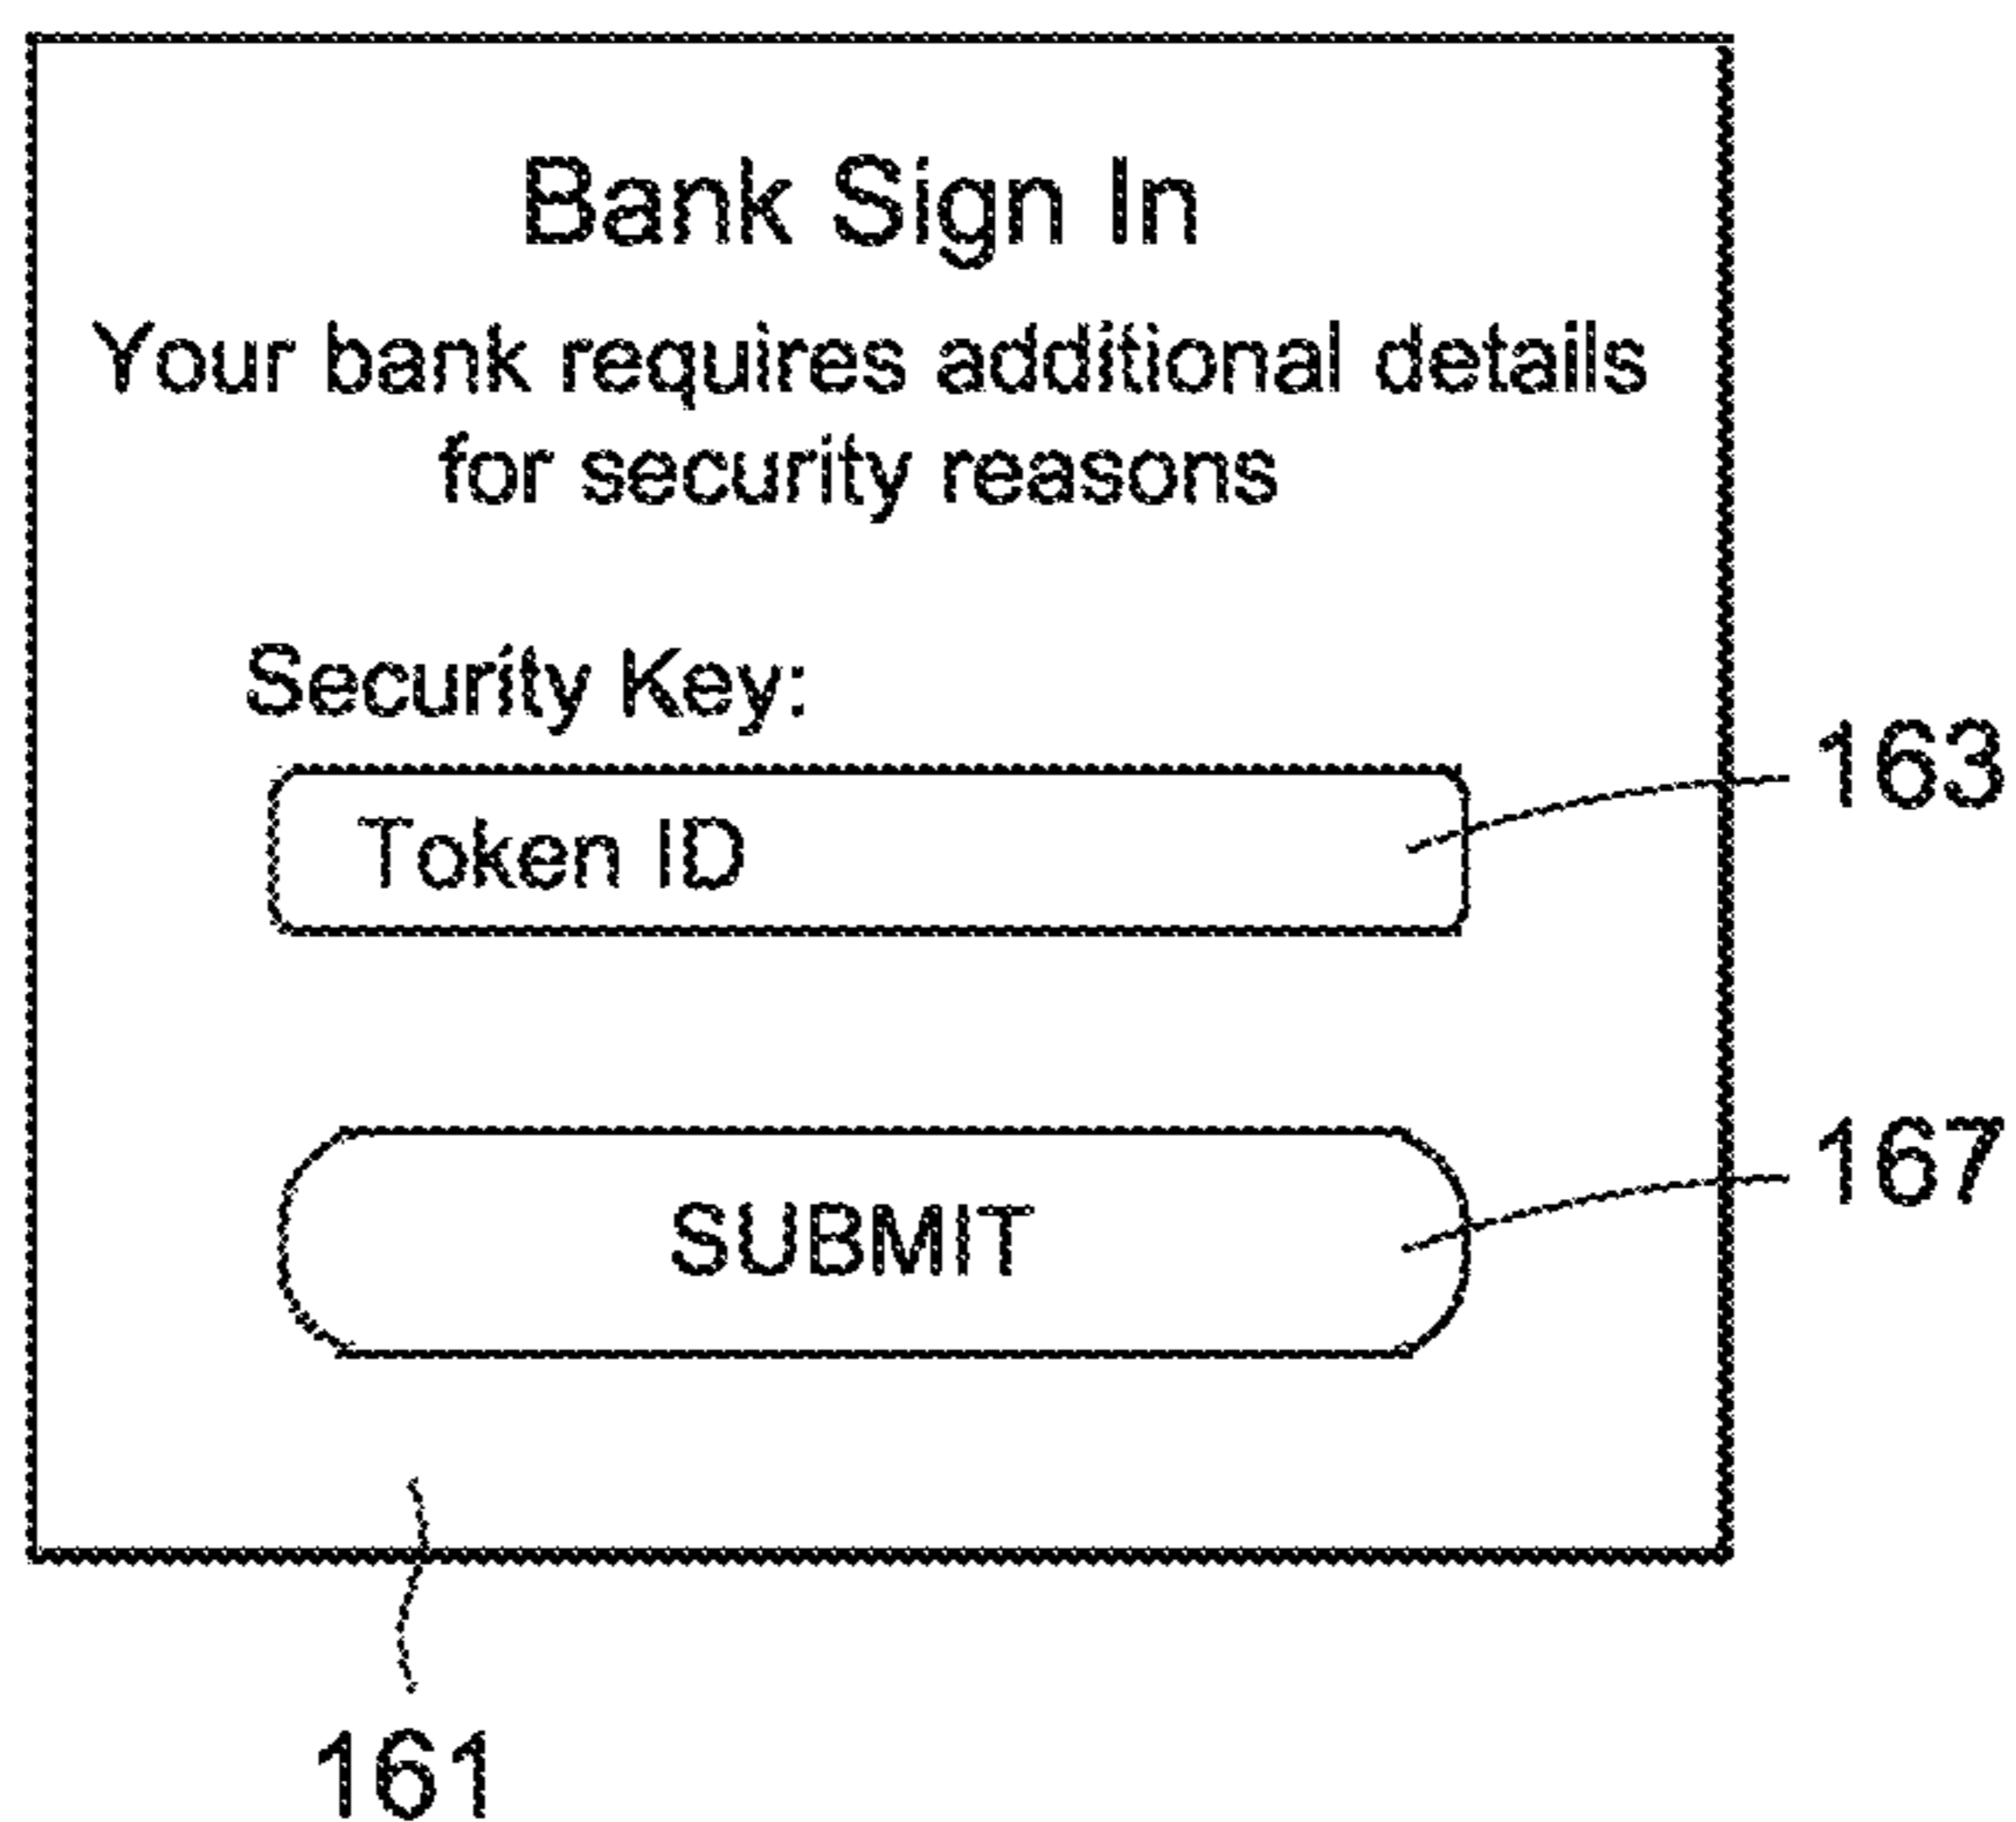 Bank Sign In
Your bank requires additional details
for security reasons
Security Key:
163
Token ID
167
SUBMIT
161